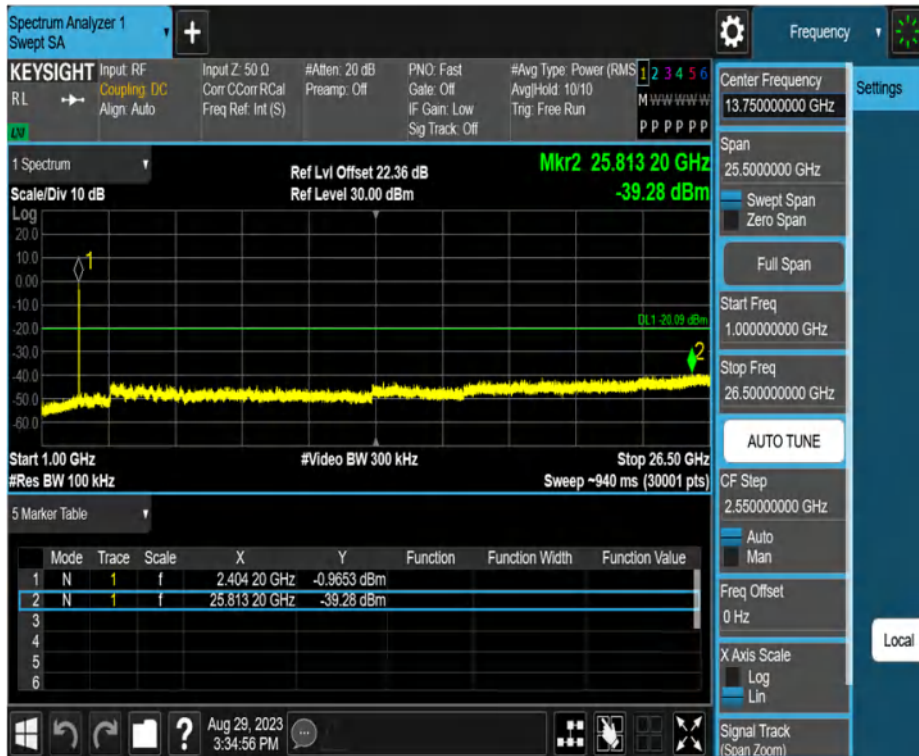 Spectrum Analyzer 1
Swept SA
+
Frequency
KEYSIGHT
Input: RF
Input Z: 50 Ω
#Atten: 20 dB
PNO: Fast
#Avg Type: Power (RMS
1 2 3 4 5 6
RL
Coupling: DC
Corr CCorr RCal
Preamp: Off
Gate: Off
Avg|Hold: 10/10
M W W W W W
Align: Auto
Freq Ref: Int (S)
IF Gain: Low
Trig: Free Run
Sig Track: Off
P P P P P P
LXI
1 Spectrum
Ref Lvl Offset 22.36 dB
Mkr2 25.813 20 GHz
Scale/Div 10 dB
Ref Level 30.00 dBm
-39.28 dBm
Log
20.0
10.0
0.00
-10.0
-20.0
-30.0
-40.0
-50.0
-60.0
1
DL1 -20.09 dBm
2
Start 1.00 GHz
#Video BW 300 kHz
Stop 26.50 GHz
#Res BW 100 kHz
Sweep ~940 ms (30001 pts)
5 Marker Table
Mode Trace Scale X Y Function Function Width Function Value
1 N 1 f 2.404 20 GHz -0.9653 dBm
2 N 1 f 25.813 20 GHz -39.28 dBm
3
4
5
6
?
Aug 29, 2023
3:34:56 PM
Center Frequency
13.750000000 GHz
Span
25.5000000 GHz
Swept Span
Zero Span
Full Span
Start Freq
1.000000000 GHz
Stop Freq
26.500000000 GHz
AUTO TUNE
CF Step
2.550000000 GHz
Auto
Man
Freq Offset
0 Hz
X Axis Scale
Log
Lin
Signal Track
(Span Zoom)
Settings
Local